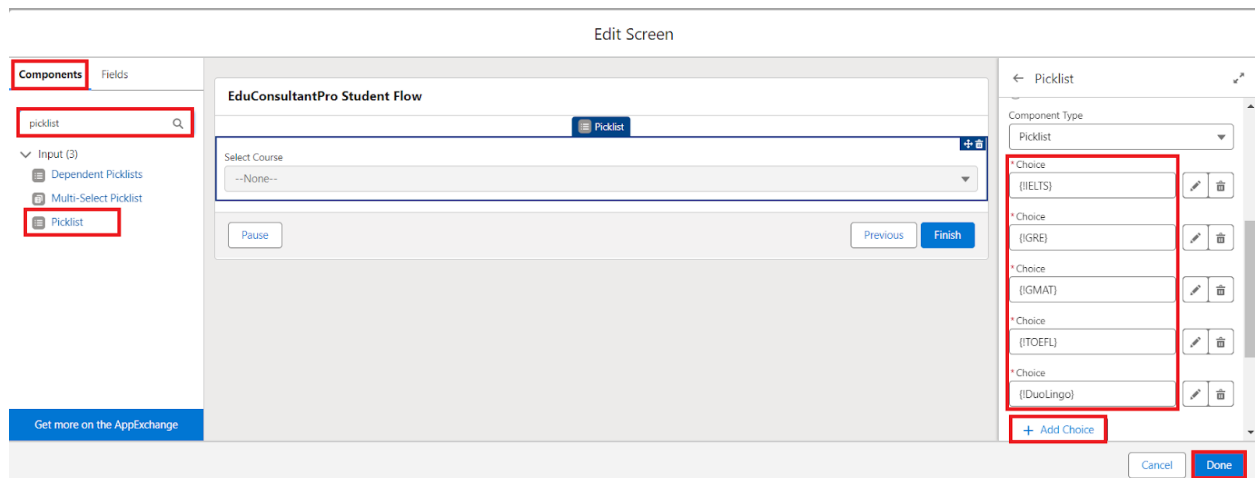 Edit Screen
Components
Fields
picklist
Input (3)
Dependent Picklists
Multi-Select Picklist
Picklist
Get more on the AppExchange
EduConsultantPro Student Flow
Picklist
Select Course
--None--
Pause
Previous
Finish
Picklist
Component Type
Picklist
* Choice
{!IELTS}
* Choice
{!GRE}
* Choice
{!GMAT}
* Choice
{!TOEFL}
* Choice
{!DuoLingo}
+ Add Choice
Cancel
Done